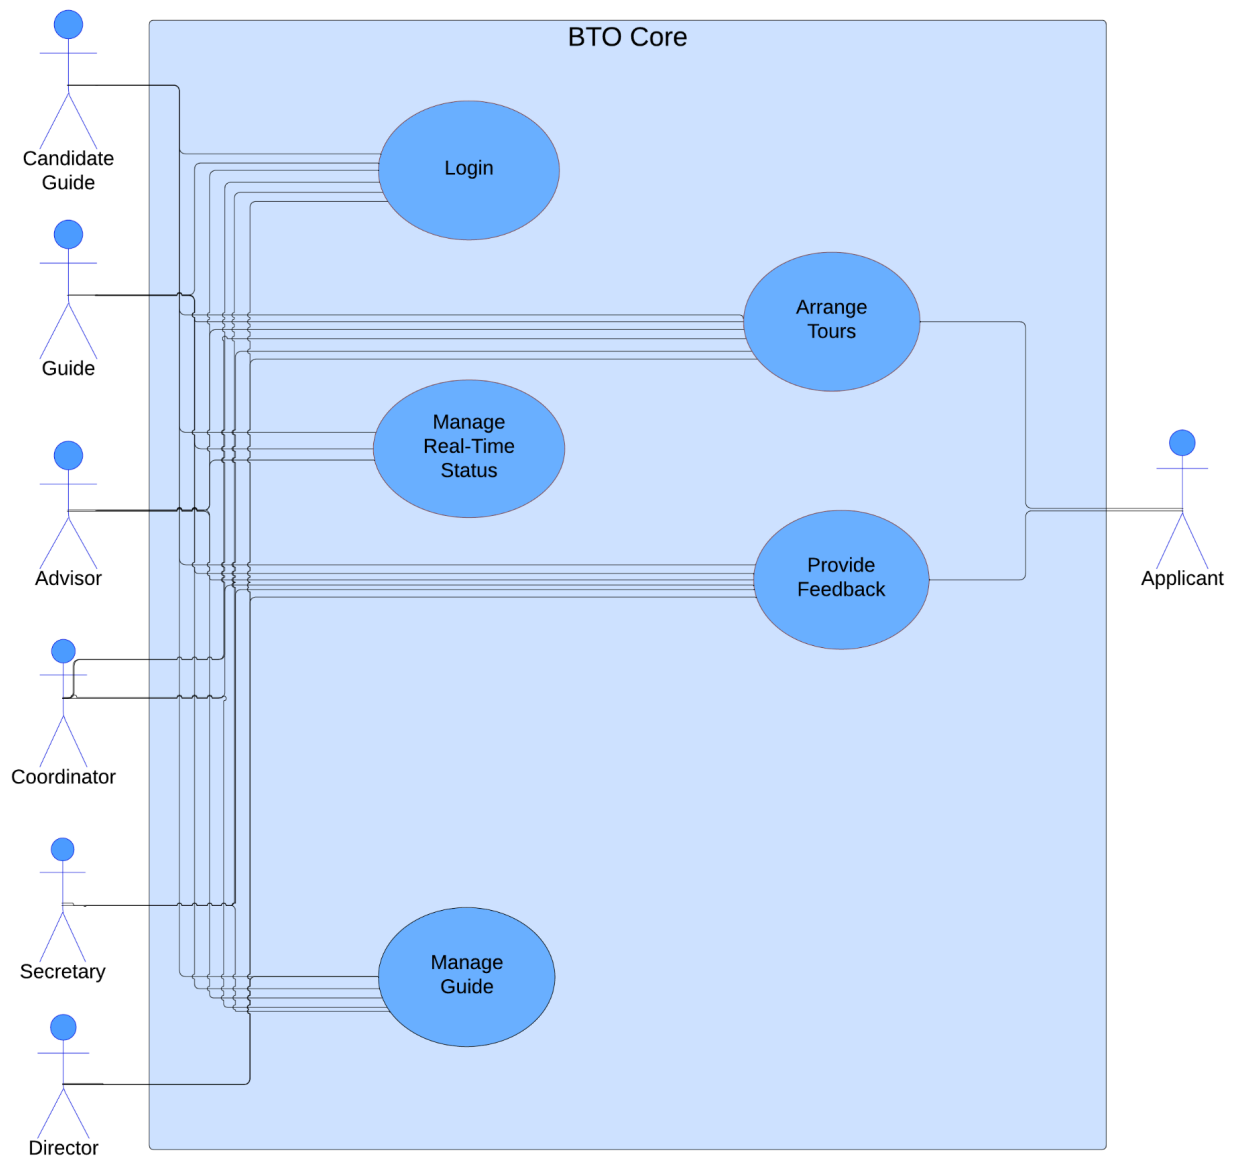 BTO Core
Candidate
Guide
Login
Guide
Arrange
Tours
Manage
Real-Time
Status
Advisor
Provide
Feedback
Applicant
Coordinator
Secretary
Manage
Guide
Director